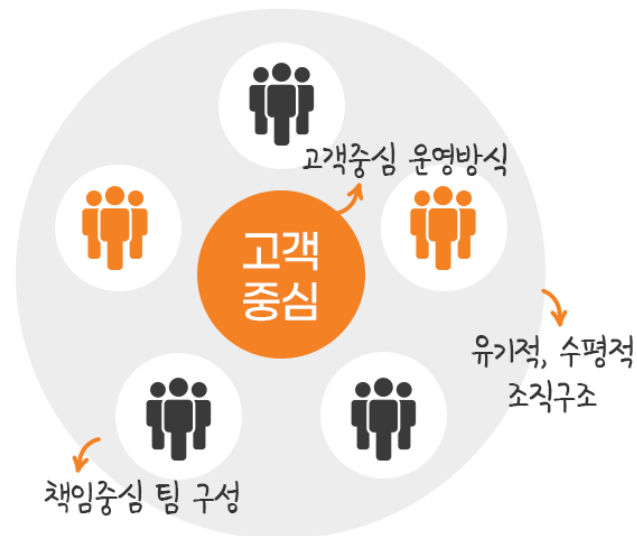 고객중심 운영방식
고객
중심
유기적, 수평적
조직구조
책임중심 팀 구성